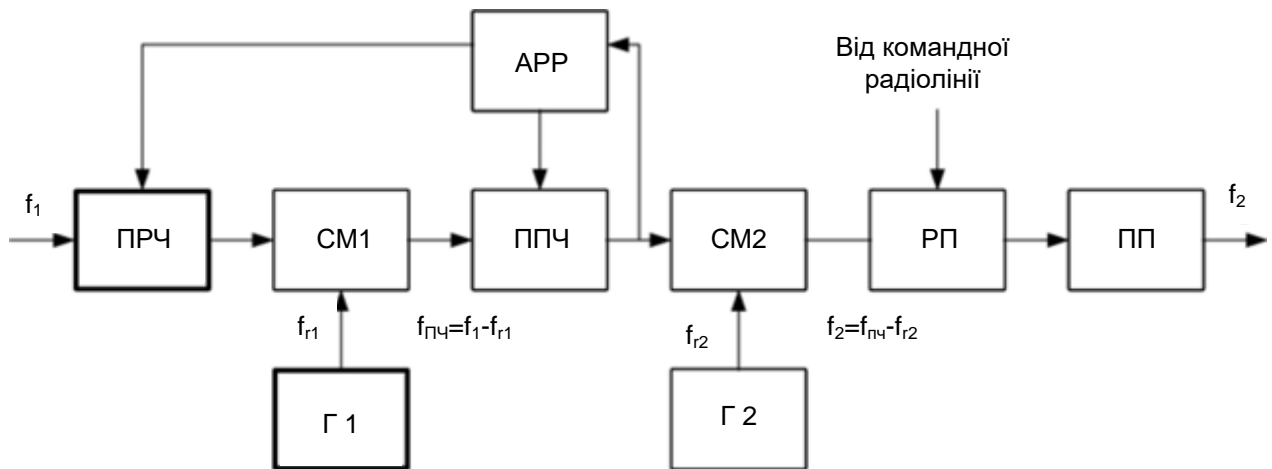 АРР
Від командної
радіолінії
f₁
ПРЧ
СМ1
ППЧ
СМ2
РП
ПП
f₂
fг1
fПЧ=f₁-fг1
fг2
f₂=fпч-fг2
Г 1
Г 2